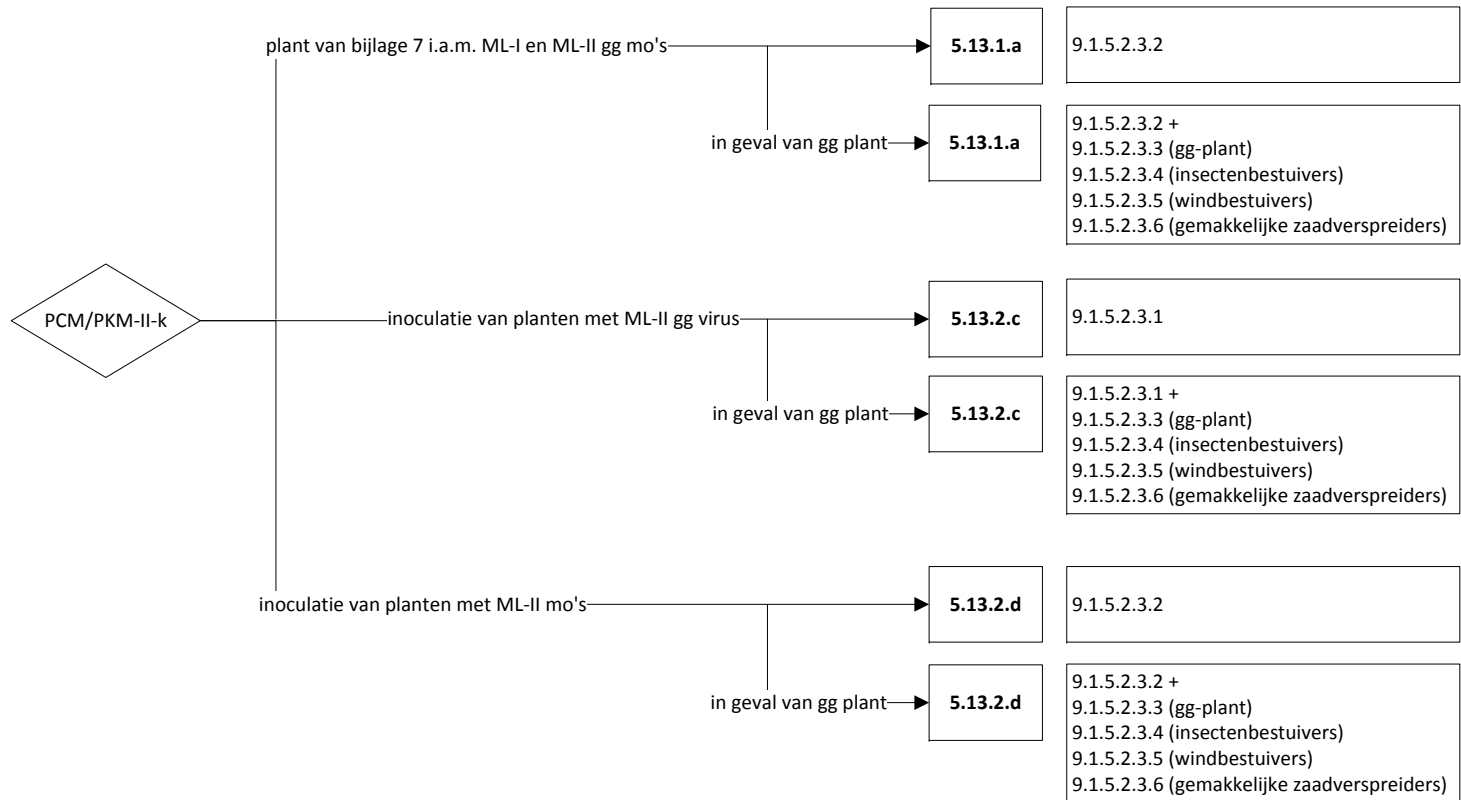 plant van bijlage 7 i.a.m. ML-I en ML-II gg mo's
5.13.1.a
9.1.5.2.3.2
in geval van gg plant
5.13.1.a
9.1.5.2.3.2 +
9.1.5.2.3.3 (gg-plant)
9.1.5.2.3.4 (insectenbestuivers)
9.1.5.2.3.5 (windbestuivers)
9.1.5.2.3.6 (gemakkelijke zaadverspreiders)
PCM/PKM-II-k
inoculatie van planten met ML-II gg virus
5.13.2.c
9.1.5.2.3.1
in geval van gg plant
5.13.2.c
9.1.5.2.3.1 +
9.1.5.2.3.3 (gg-plant)
9.1.5.2.3.4 (insectenbestuivers)
9.1.5.2.3.5 (windbestuivers)
9.1.5.2.3.6 (gemakkelijke zaadverspreiders)
inoculatie van planten met ML-II mo's
5.13.2.d
9.1.5.2.3.2
in geval van gg plant
5.13.2.d
9.1.5.2.3.2 +
9.1.5.2.3.3 (gg-plant)
9.1.5.2.3.4 (insectenbestuivers)
9.1.5.2.3.5 (windbestuivers)
9.1.5.2.3.6 (gemakkelijke zaadverspreiders)